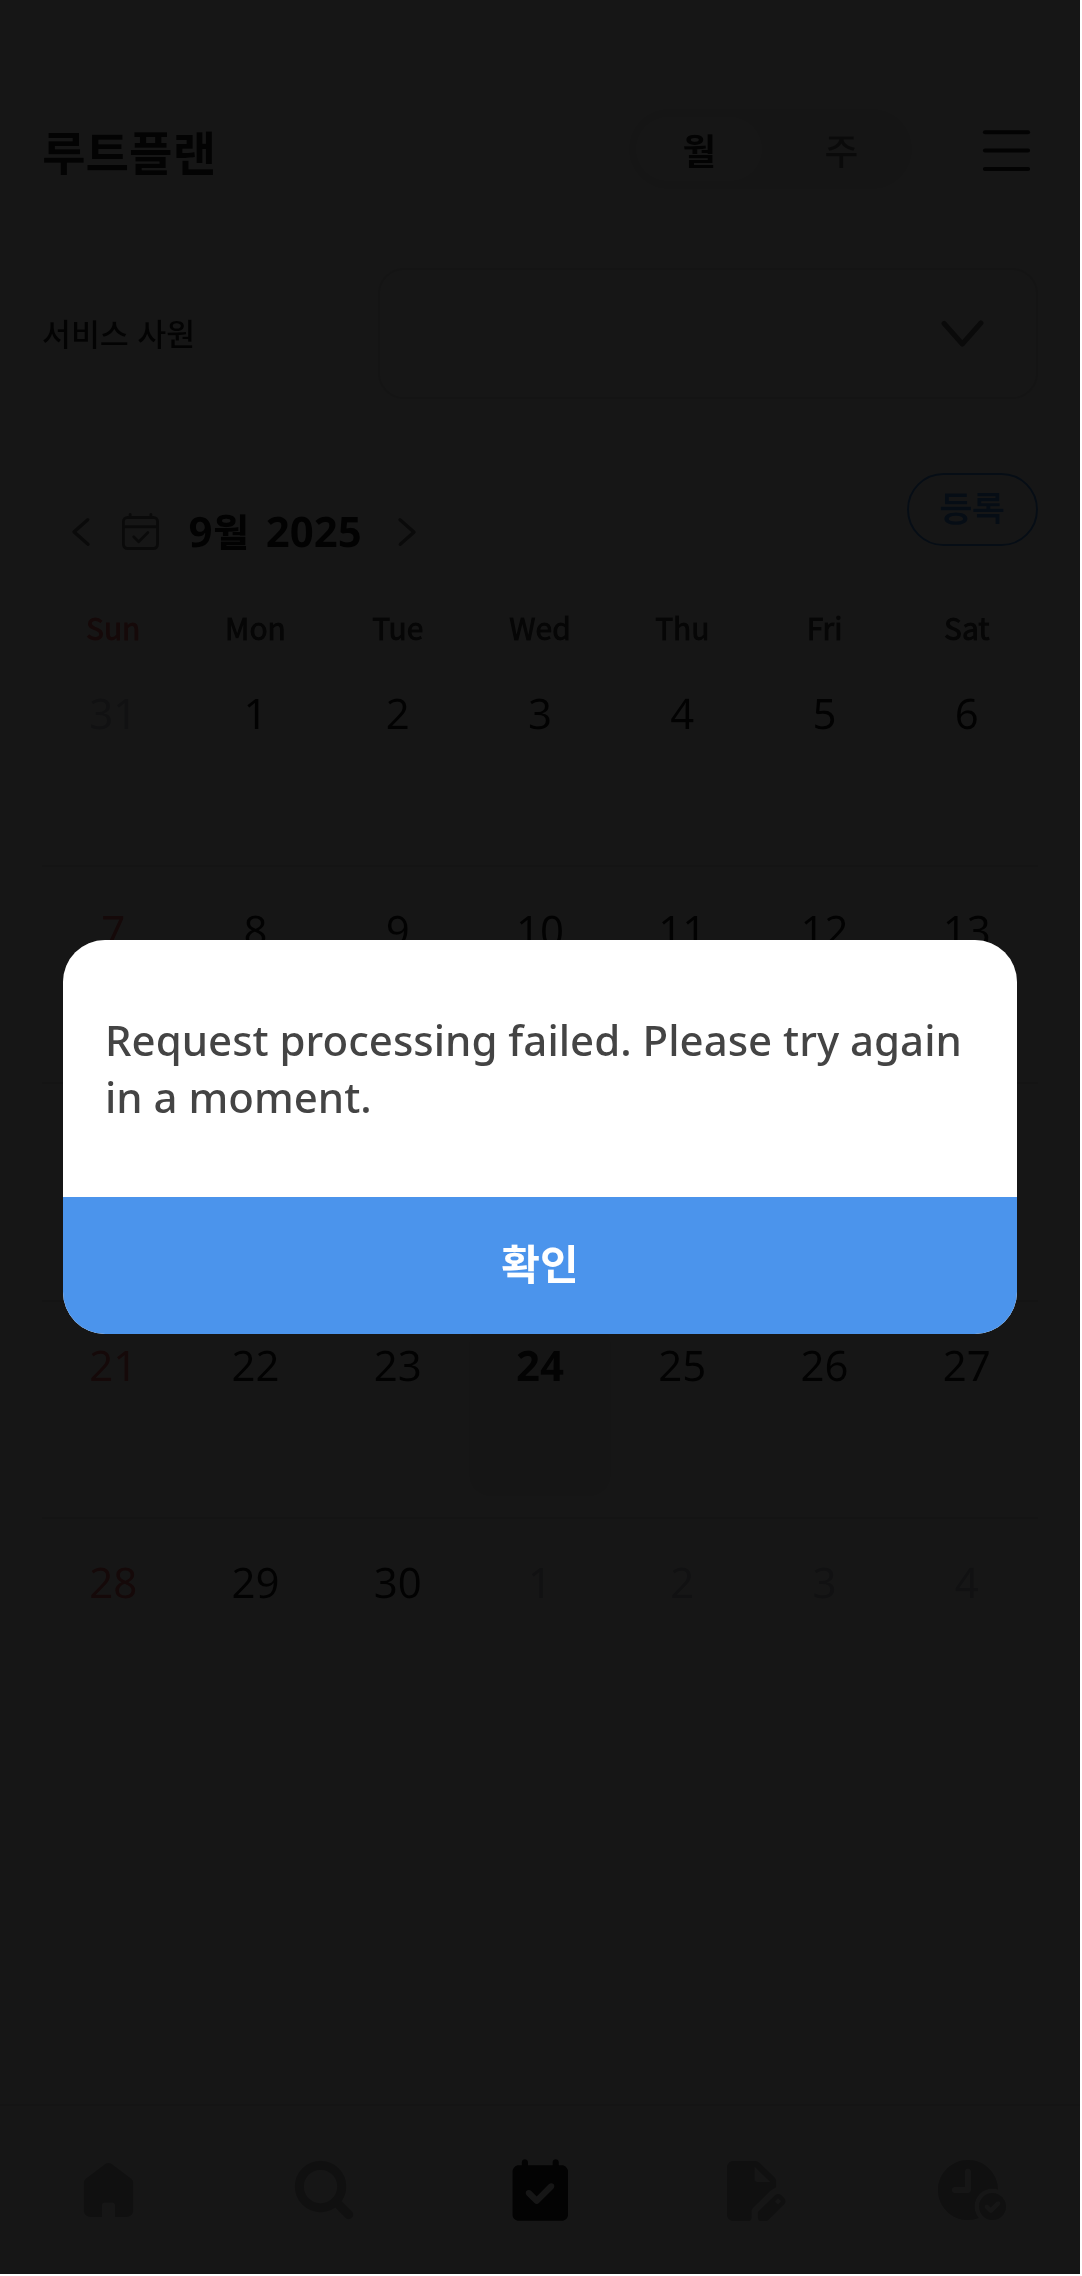 루트플랜
월 주
서비스 사원
등록
9월 2025
Sun Mon Tue Wed Thu Fri Sat
31 1 2 3 4 5 6
7 8 9 10 11 12 13
Request processing failed. Please try again
in a moment.
확인
21 22 23 24 25 26 27
28 29 30 1 2 3 4